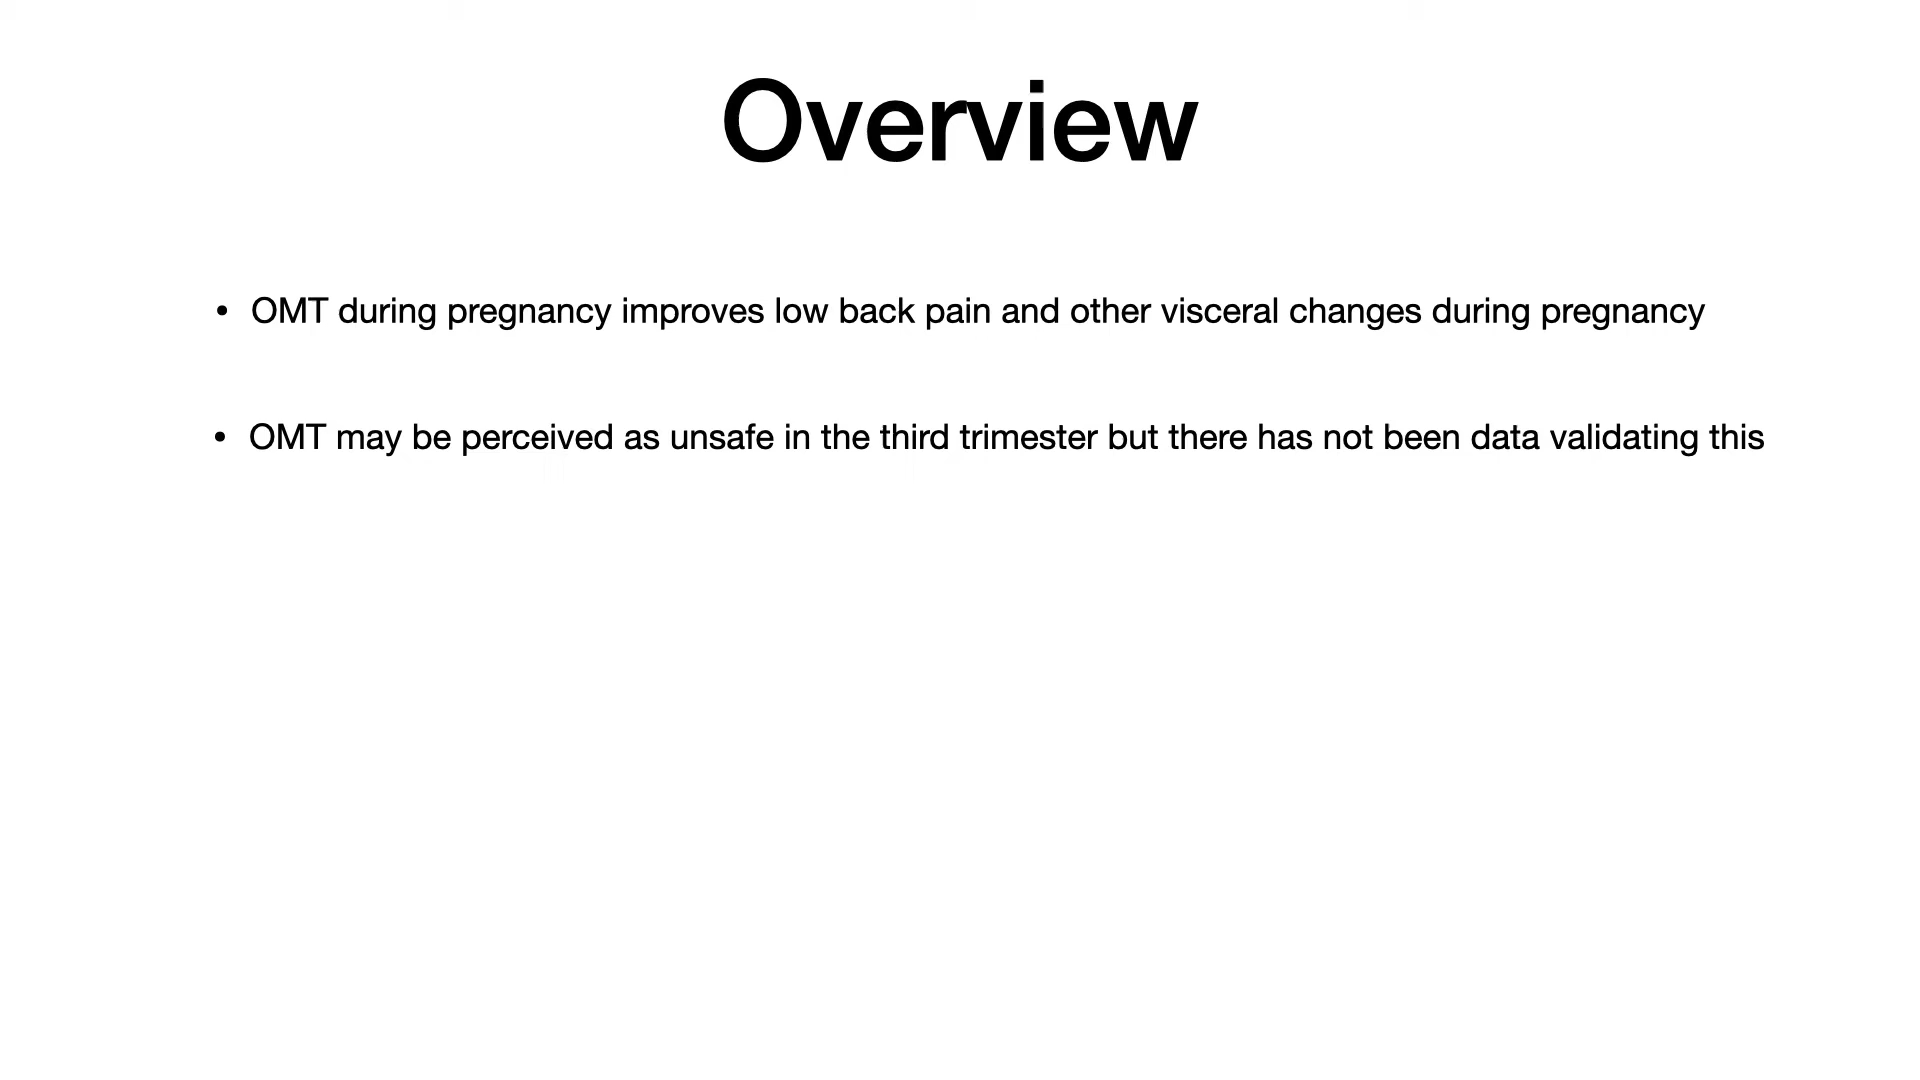 Overview
• OMT during pregnancy improves low back pain and other visceral changes during pregnancy
• OMT may be perceived as unsafe in the third trimester but there has not been data validating this